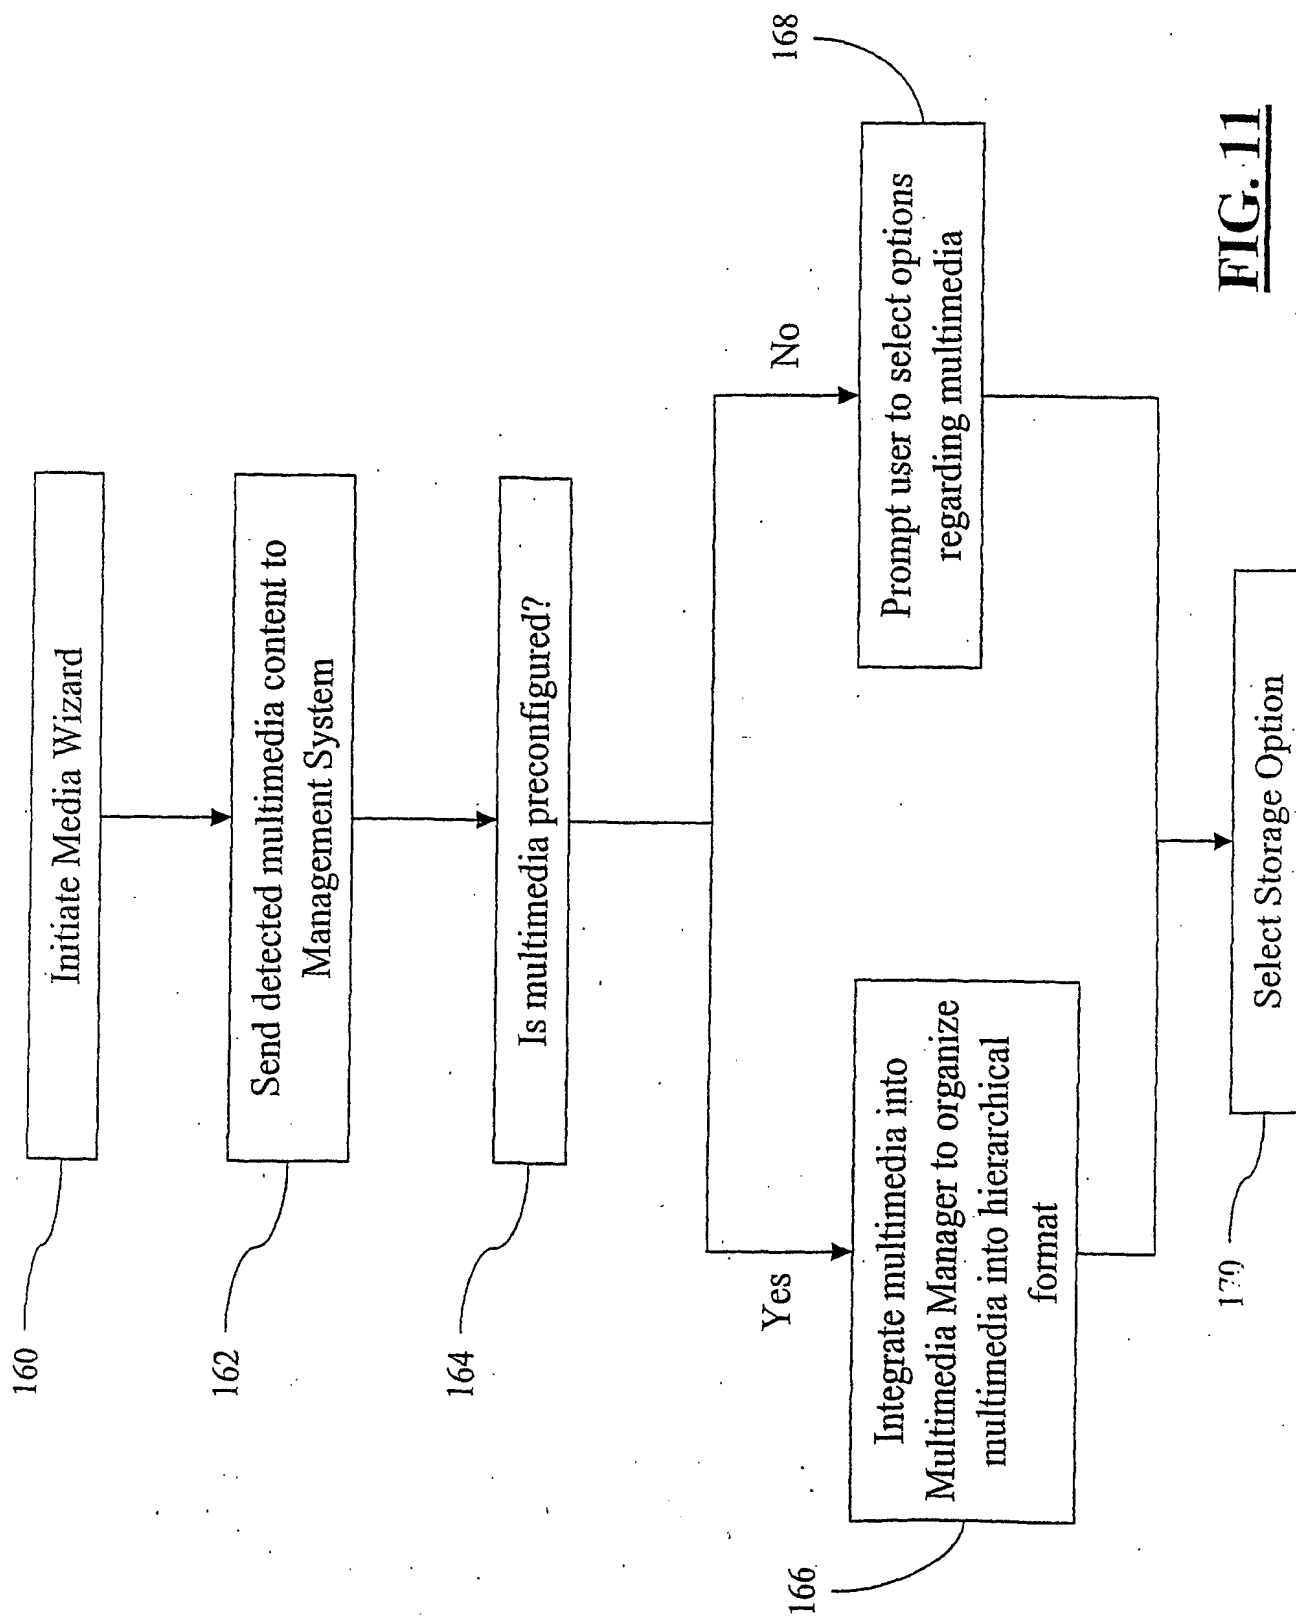 160
Initiate Media Wizard
162
Send detected multimedia content to
Management System
164
Is multimedia preconfigured?
Yes
No
166
Integrate multimedia into
Multimedia Manager to organize
multimedia into hierarchical
format
168
Prompt user to select options
regarding multimedia
170
Select Storage Option
FIG. 11